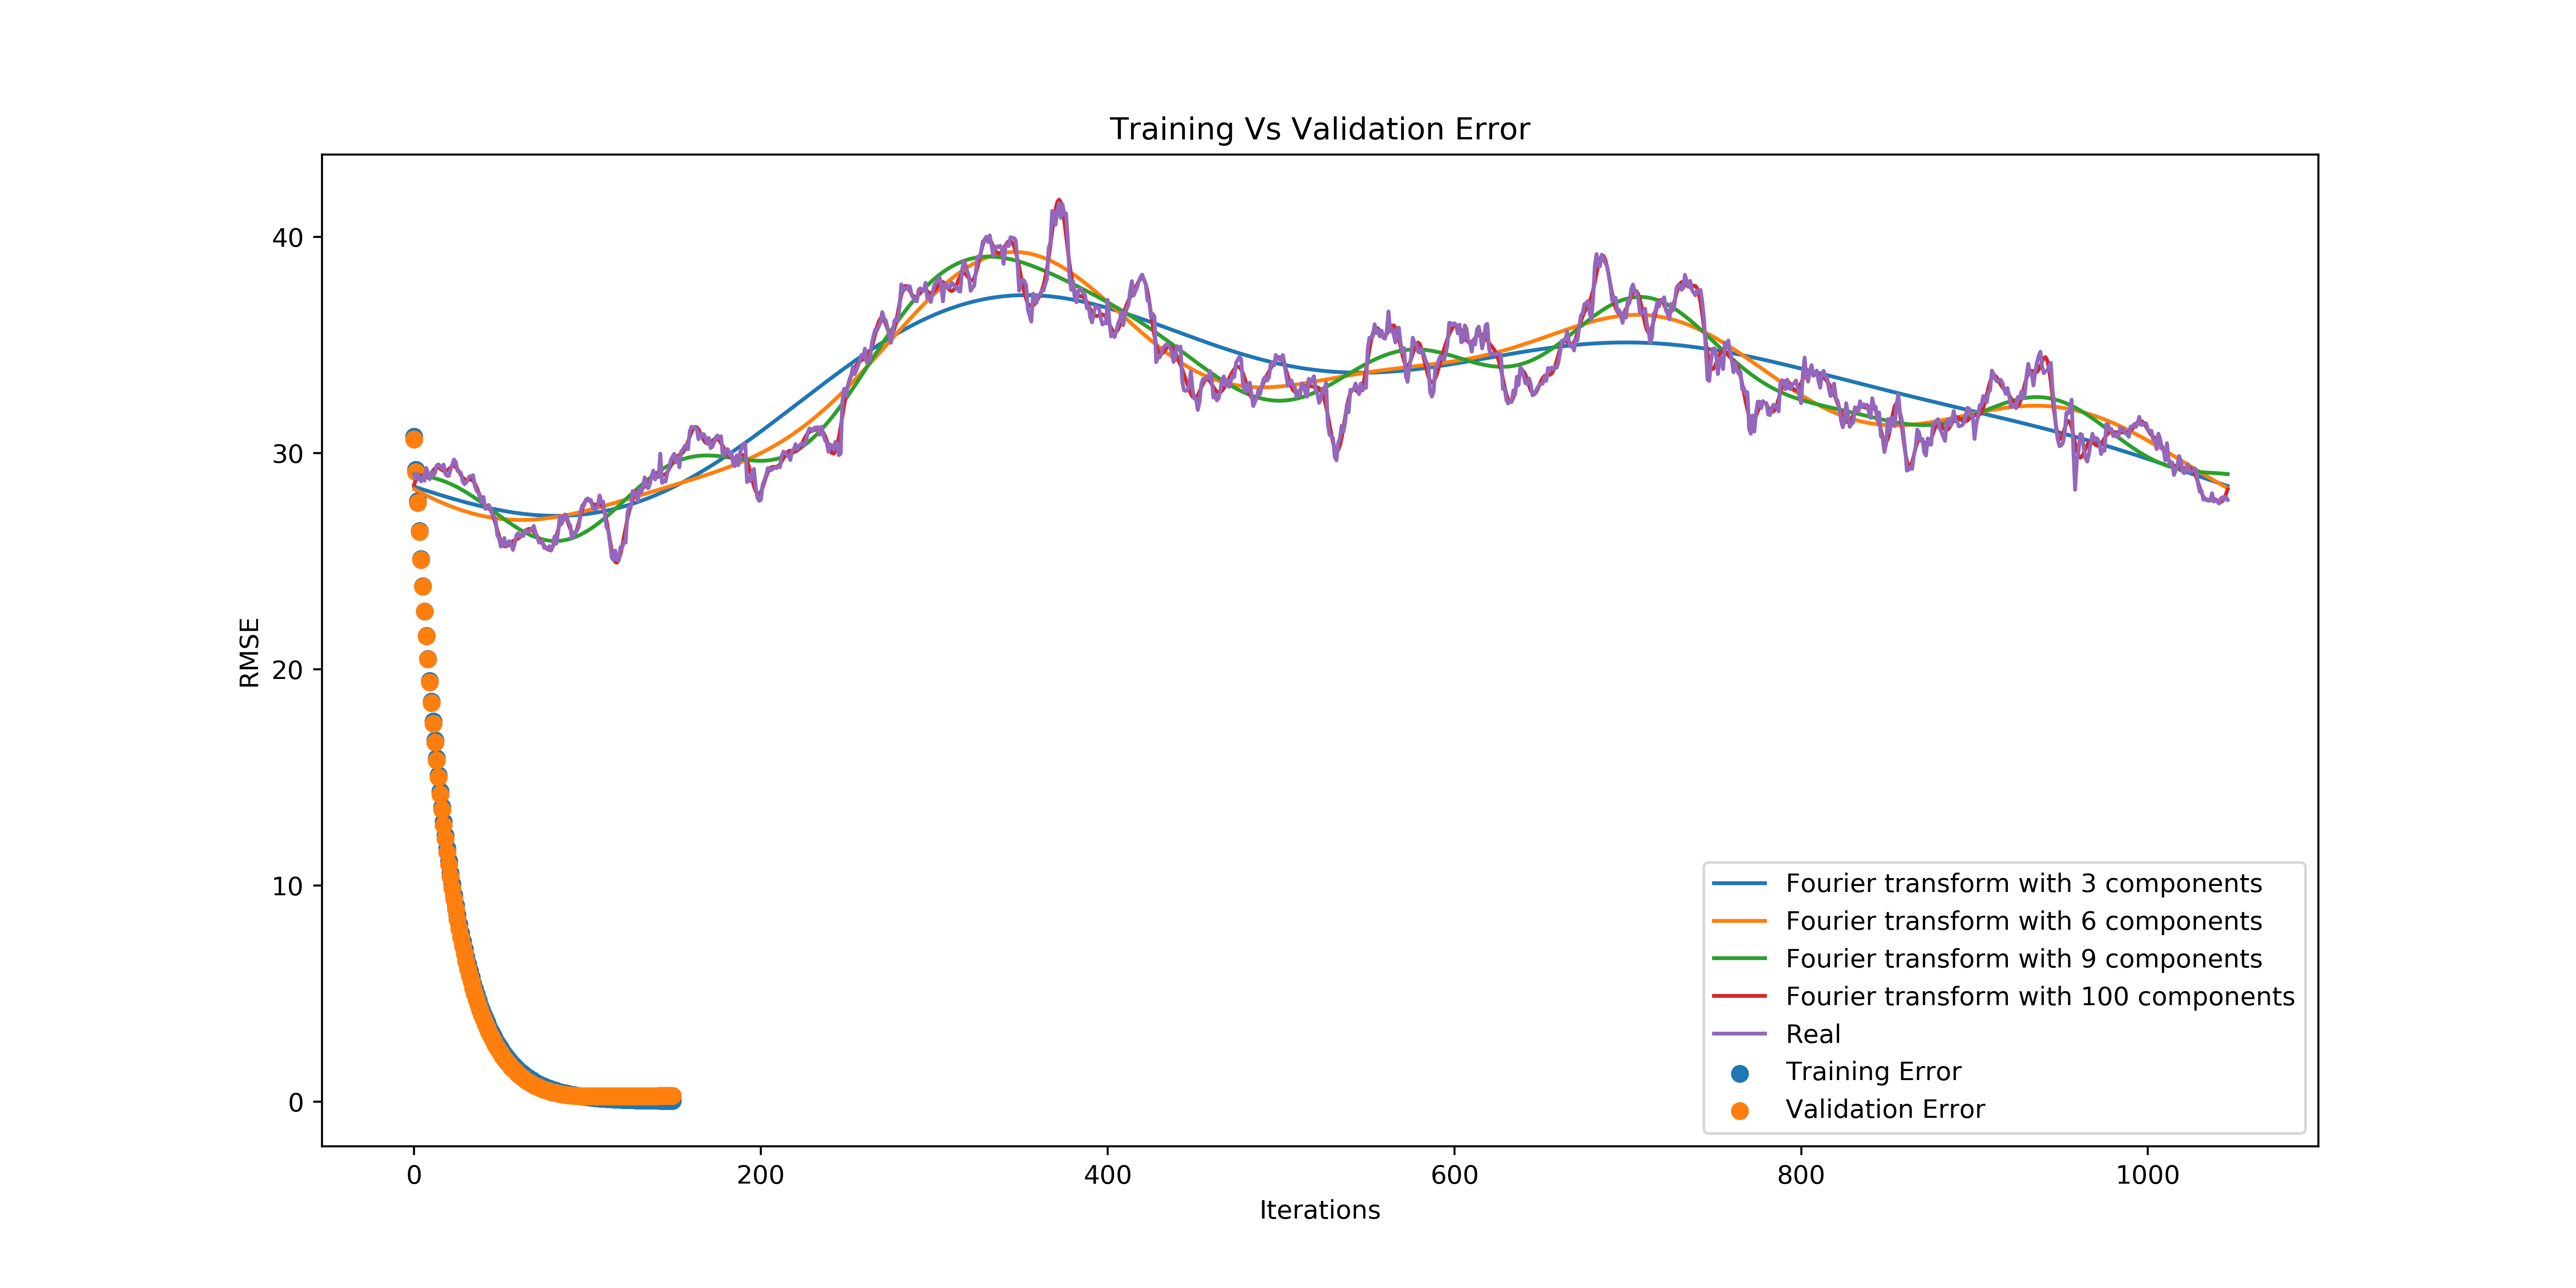 Training Vs Validation Error
RMSE
40
30
20
10
0
0 200 400 600 800 1000
Iterations
Fourier transform with 3 components
Fourier transform with 6 components
Fourier transform with 9 components
Fourier transform with 100 components
Real
Training Error
Validation Error